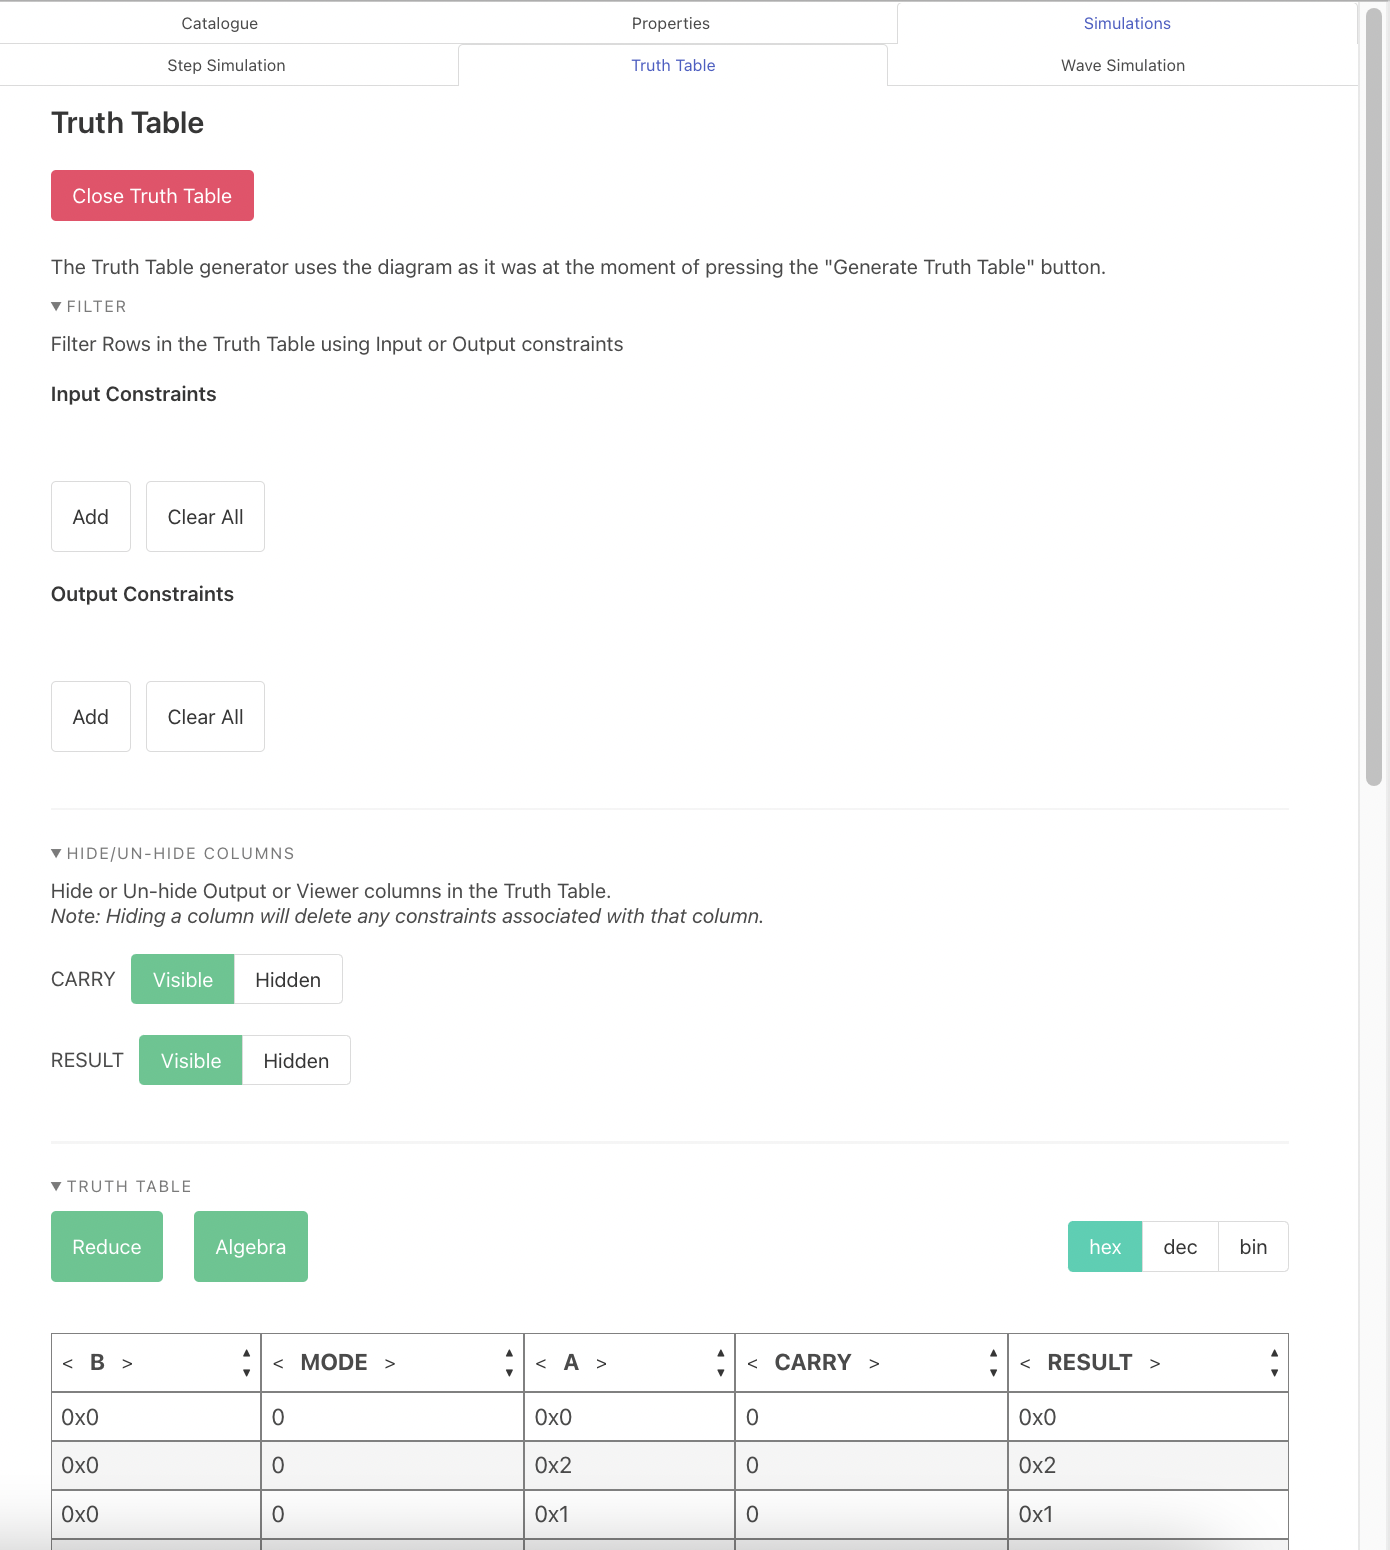 Catalogue Properties Simulations
Step Simulation Truth Table Wave Simulation
Truth Table
Close Truth Table
The Truth Table generator uses the diagram as it was at the moment of pressing the "Generate Truth Table" button.
▼ FILTER
Filter Rows in the Truth Table using Input or Output constraints
Input Constraints
Add Clear All
Output Constraints
Add Clear All
▼ HIDE/UN-HIDE COLUMNS
Hide or Un-hide Output or Viewer columns in the Truth Table.
Note: Hiding a column will delete any constraints associated with that column.
CARRY Visible Hidden
RESULT Visible Hidden
▼ TRUTH TABLE
Reduce Algebra hex dec bin
< B > ▲▼ < MODE > ▲▼ < A > ▲▼ < CARRY > ▲▼ < RESULT > ▲▼
0x0 0 0x0 0 0x0
0x0 0 0x2 0 0x2
0x0 0 0x1 0 0x1